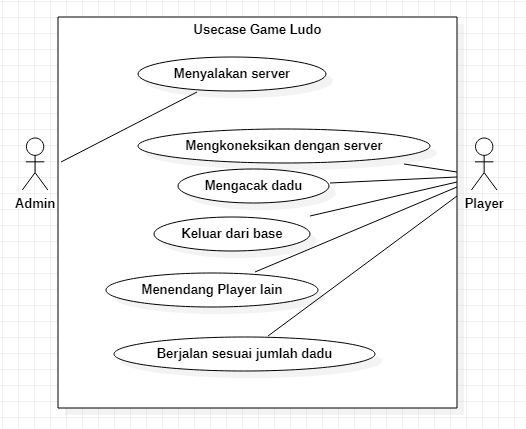 Usecase Game Ludo
Menyalakan server
Mengkoneksikan dengan server
Mengacak dadu
Admin
Player
Keluar dari base
Menendang Player lain
Berjalan sesuai jumlah dadu